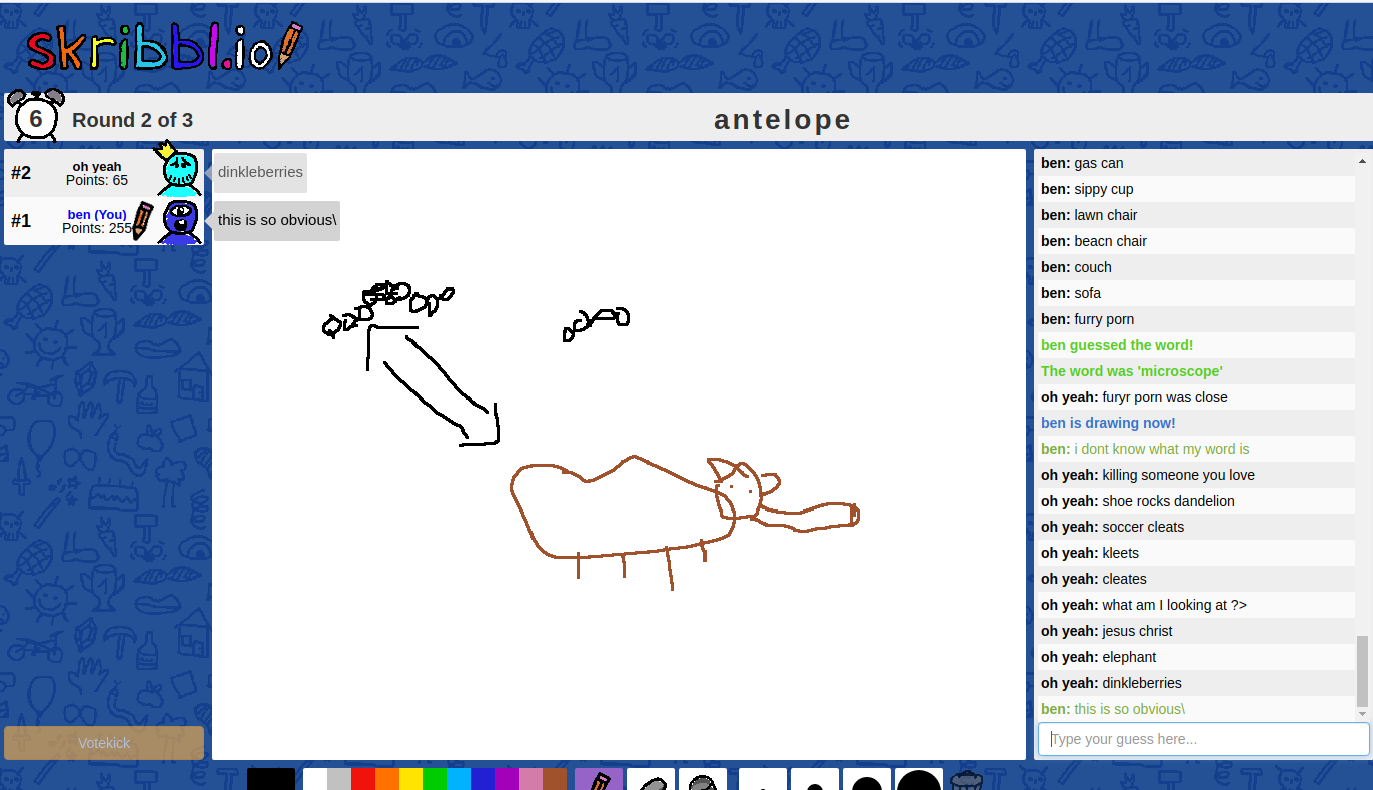 skribbl.io
6
Round 2 of 3
antelope
#2
oh yeah
Points: 65
dinkleberries
#1
ben (You)
Points: 255
this is so obvious\
Votekick
ben: gas can
ben: sippy cup
ben: lawn chair
ben: beacn chair
ben: couch
ben: sofa
ben: furry porn
ben guessed the word!
The word was 'microscope'
oh yeah: furyr porn was close
ben is drawing now!
ben: i dont know what my word is
oh yeah: killing someone you love
oh yeah: shoe rocks dandelion
oh yeah: soccer cleats
oh yeah: kleets
oh yeah: cleates
oh yeah: what am I looking at ?>
oh yeah: jesus christ
oh yeah: elephant
oh yeah: dinkleberries
ben: this is so obvious\
Type your guess here...